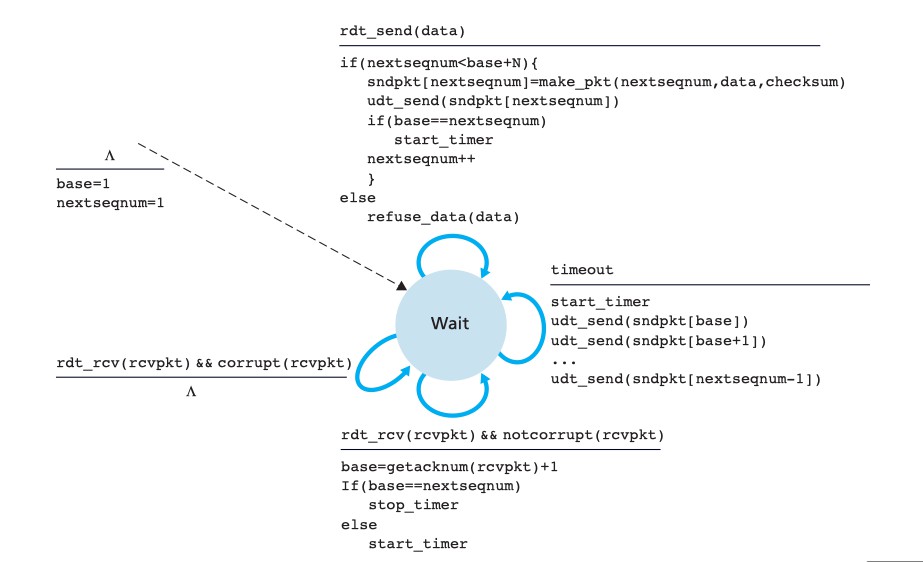 rdt_send(data)
if(nextseqnum<base+N){
sndpkt[nextseqnum]=make_pkt(nextseqnum,data,checksum)
udt_send(sndpkt[nextseqnum])
if(base==nextseqnum)
start_timer
nextseqnum++
}
else
refuse_data(data)
Λ
base=1
nextseqnum=1
Wait
timeout
start_timer
udt_send(sndpkt[base])
udt_send(sndpkt[base+1])
...
udt_send(sndpkt[nextseqnum-1])
rdt_rcv(rcvpkt) && corrupt(rcvpkt)
Λ
rdt_rcv(rcvpkt) && notcorrupt(rcvpkt)
base=getacknum(rcvpkt)+1
If(base==nextseqnum)
stop_timer
else
start_timer